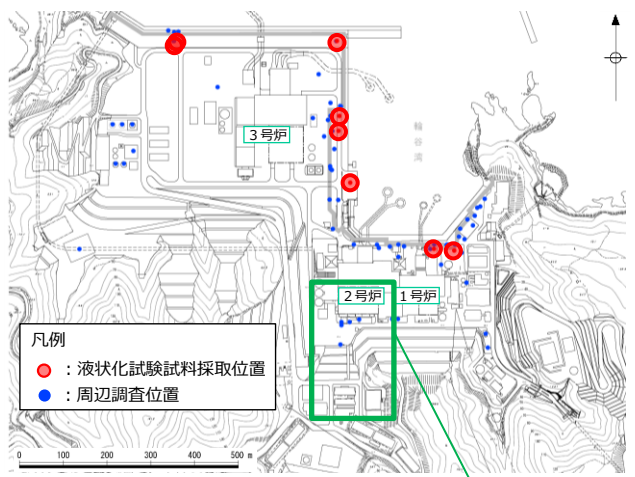 3号炉
輪谷湾
2号炉
1号炉
凡例
：液状化試験試料採取位置
：周辺調査位置
0 100 200 300 400 500 m